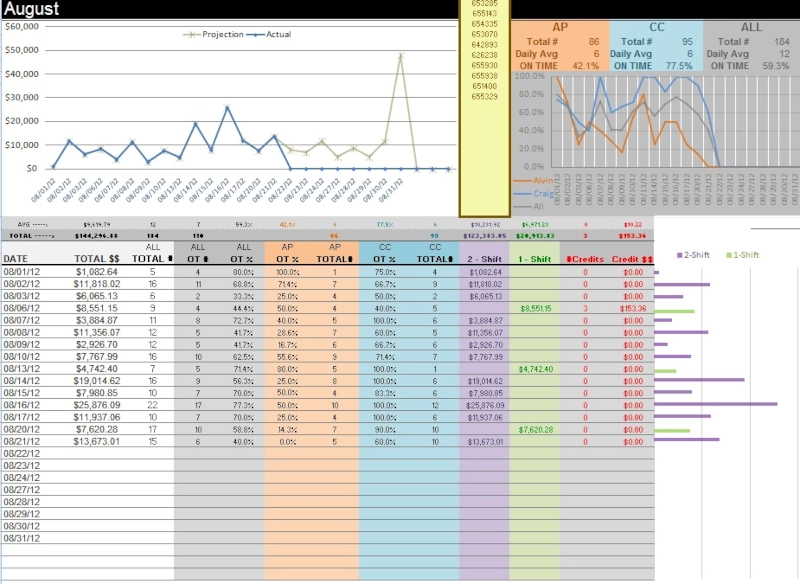 August
$60,000
$50,000
$40,000
$30,000
$20,000
$10,000
$0
Projection Actual
08/01/12 08/02/12 08/03/12 08/06/12 08/07/12 08/08/12 08/09/12 08/10/12 08/13/12 08/14/12 08/15/12 08/16/12 08/17/12 08/20/12 08/21/12 08/22/12 08/23/12 08/24/12 08/27/12 08/28/12 08/29/12 08/30/12 08/31/12
653285
655143
654335
653070
642893
626238
655930
655938
651400
655329
AP CC ALL
Total # 86 Total # 95 Total # 184
Daily Avg 6 Daily Avg 6 Daily Avg 12
ON TIME 42.1% ON TIME 77.5% ON TIME 59.3%
100.0%
80.0%
60.0%
40.0%
20.0%
0.0%
Alvin
Craig
All
AVG -----> $9,619.79 12 7 59.3% 42.1% 6 77.5% 6 $10,281.92 $6,971.28 0 $10.22
TOTAL -----> $144,296.88 184 110 86 95 $123,383.05 $20,913.83 3 $153.36
ALL ALL ALL AP AP CC CC
DATE TOTAL $$ TOTAL # OT # OT % OT % TOTAL# OT % TOTAL# 2 - Shift 1 - Shift #Credits Credit $$
2-Shift 1-Shift
08/01/12 $1,082.64 5 4 80.0% 100.0% 1 75.0% 4 $1,082.64 0 $0.00
08/02/12 $11,818.02 16 11 68.8% 71.4% 7 66.7% 9 $11,818.02 0 $0.00
08/03/12 $6,065.13 6 2 33.3% 25.0% 4 50.0% 2 $6,065.13 0 $0.00
08/06/12 $8,551.15 9 4 44.4% 50.0% 4 40.0% 5 $8,551.15 3 $153.36
08/07/12 $3,884.87 11 8 72.7% 40.0% 5 100.0% 6 $3,884.87 0 $0.00
08/08/12 $11,356.07 12 5 41.7% 28.6% 7 60.0% 5 $11,356.07 0 $0.00
08/09/12 $2,926.70 12 5 41.7% 16.7% 6 66.7% 6 $2,926.70 0 $0.00
08/10/12 $7,767.99 16 10 62.5% 55.6% 9 71.4% 7 $7,767.99 0 $0.00
08/13/12 $4,742.40 7 5 71.4% 80.0% 5 100.0% 1 $4,742.40 0 $0.00
08/14/12 $19,014.62 16 9 56.3% 25.0% 8 100.0% 6 $19,014.62 0 $0.00
08/15/12 $7,980.85 10 7 70.0% 50.0% 4 83.3% 6 $7,980.85 0 $0.00
08/16/12 $25,876.09 22 17 77.3% 50.0% 10 100.0% 12 $25,876.09 0 $0.00
08/17/12 $11,937.06 10 7 70.0% 25.0% 4 100.0% 6 $11,937.06 0 $0.00
08/20/12 $7,620.28 17 10 58.8% 14.3% 7 90.0% 10 $7,620.28 0 $0.00
08/21/12 $13,673.01 15 6 40.0% 0.0% 5 60.0% 10 $13,673.01 0 $0.00
08/22/12
08/23/12
08/24/12
08/27/12
08/28/12
08/29/12
08/30/12
08/31/12